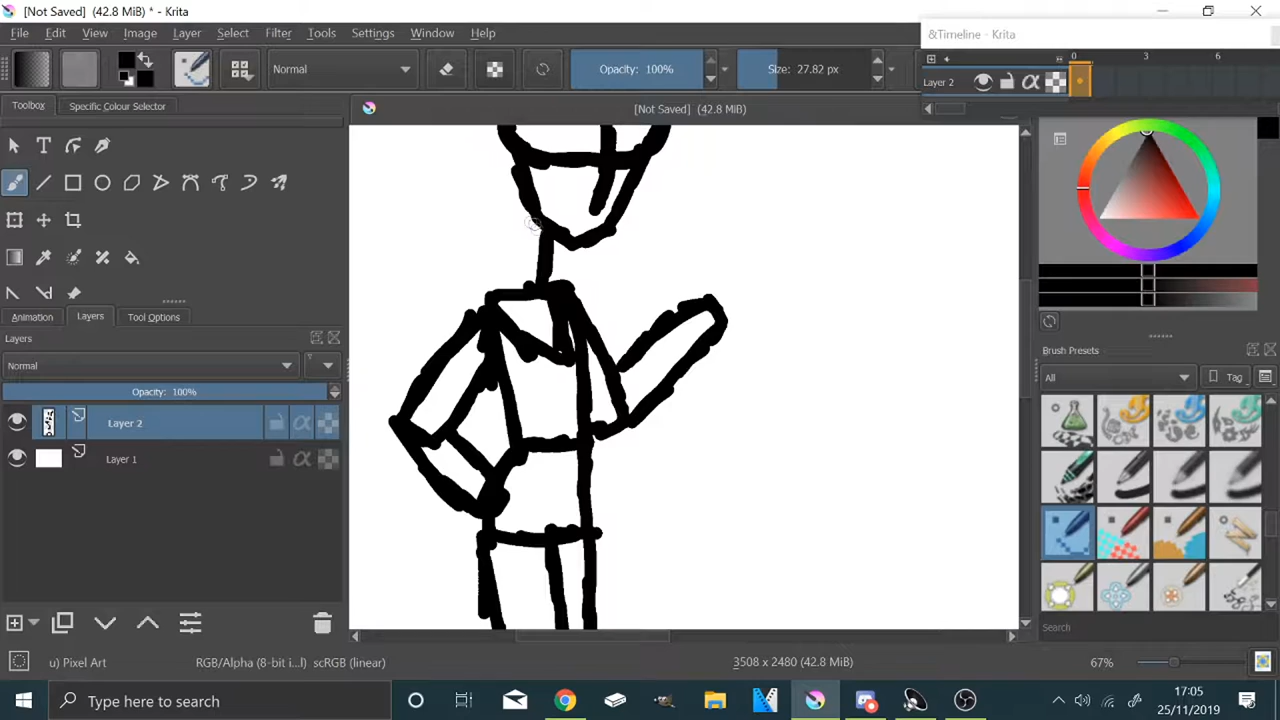 [Not Saved] (42.8 MiB) * - Krita
File Edit View Image Layer Select Filter Tools Settings Window Help
&Timeline - Krita
Normal
Opacity: 100%
Size: 27.82 px
0 3 6
Layer 2
Toolbox Specific Colour Selector
[Not Saved] (42.8 MiB)
Animation Layers Tool Options
Layers
Normal
Opacity: 100%
Layer 2
Layer 1
Brush Presets
All
Tag
Search
u) Pixel Art
RGB/Alpha (8-bit i...l) scRGB (linear)
3508 x 2480 (42.8 MiB)
67%
Type here to search
17:05
25/11/2019